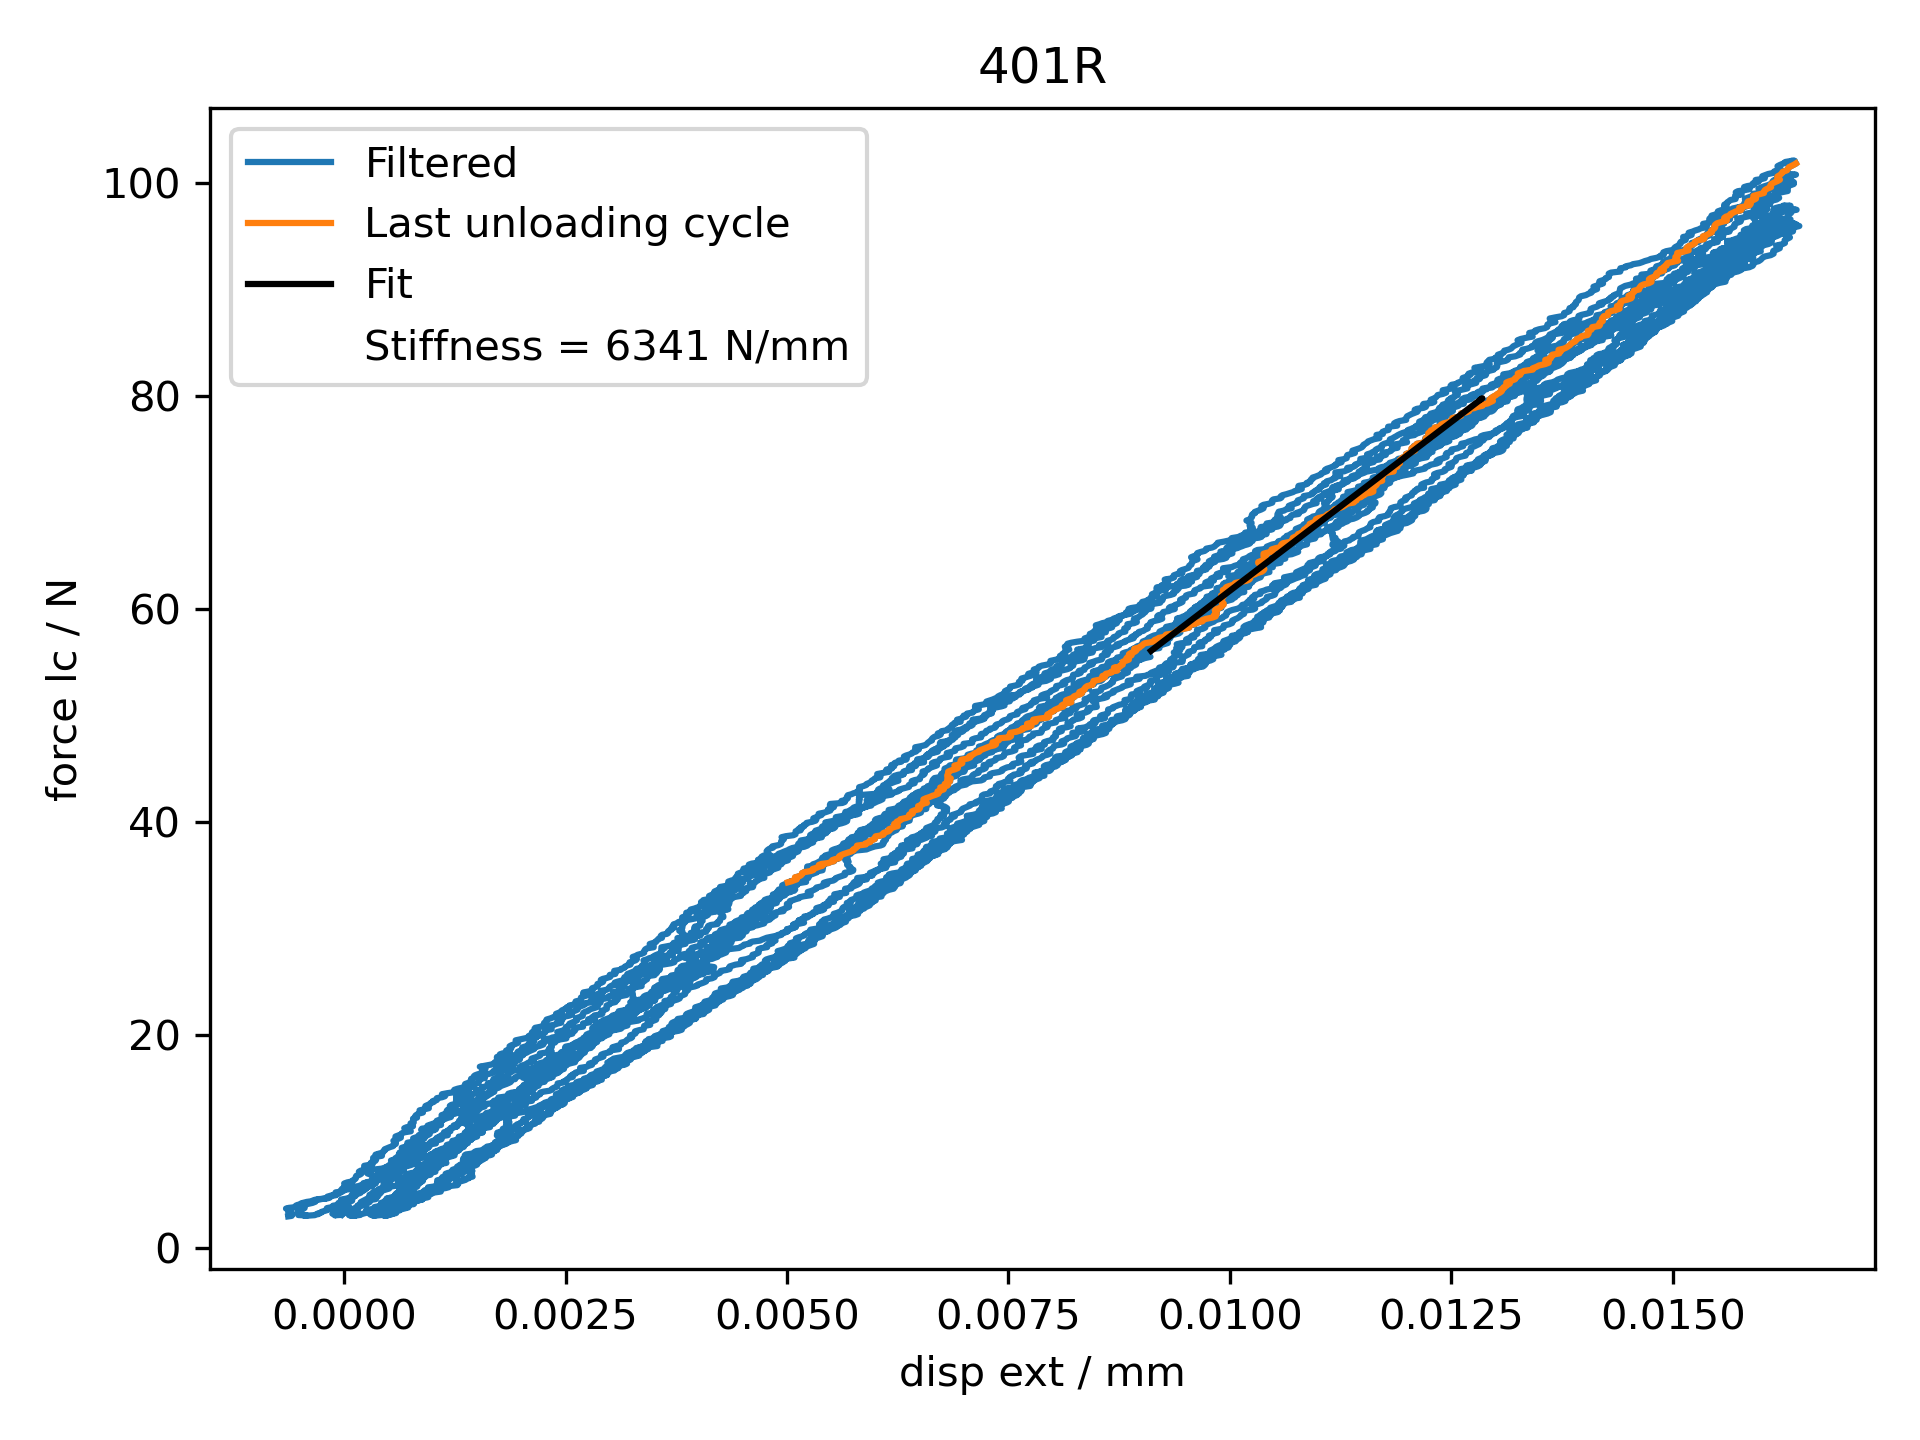 401R
Filtered
Last unloading cycle
Fit
Stiffness = 6341 N/mm
100
80
60
40
20
0
force lc / N
0.0000 0.0025 0.0050 0.0075 0.0100 0.0125 0.0150
disp ext / mm